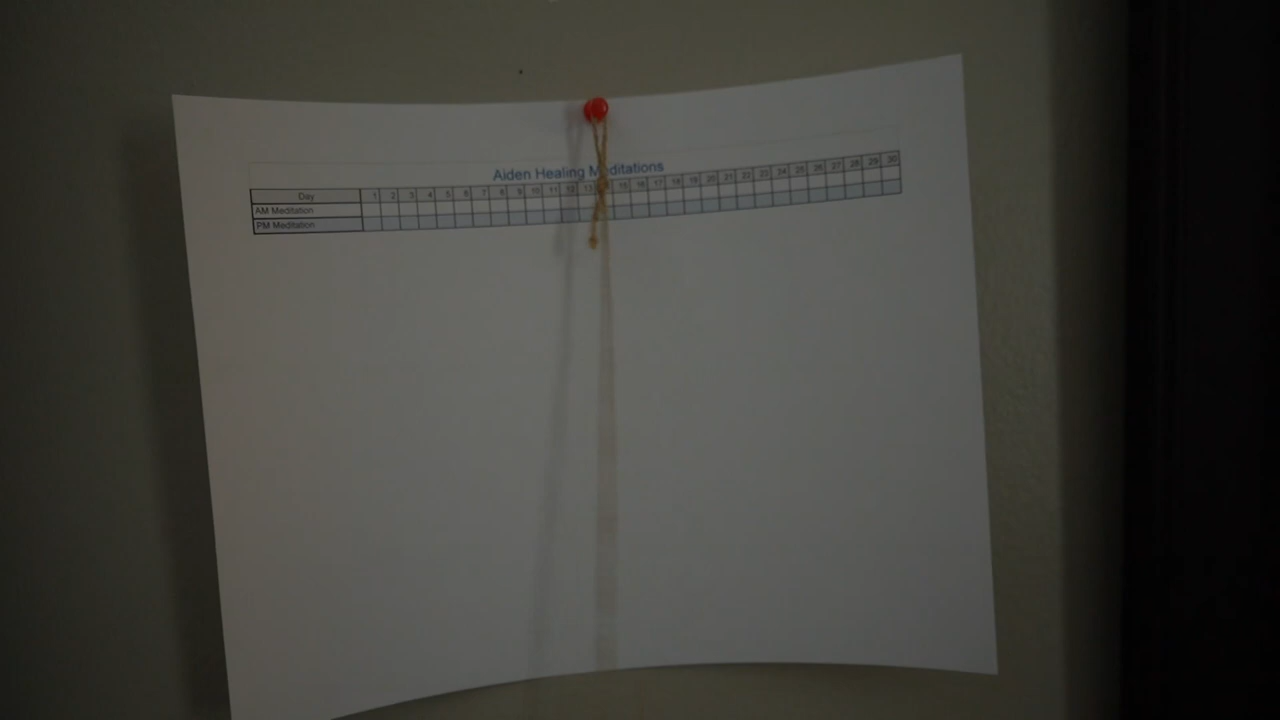 Aiden Healing Meditations
Day 1 2 3 4 5 6 7 8 9 10 11 12 13 15 16 17 18 19 20 21 22 23 24 25 26 27 28 29 30
AM Meditation
PM Meditation